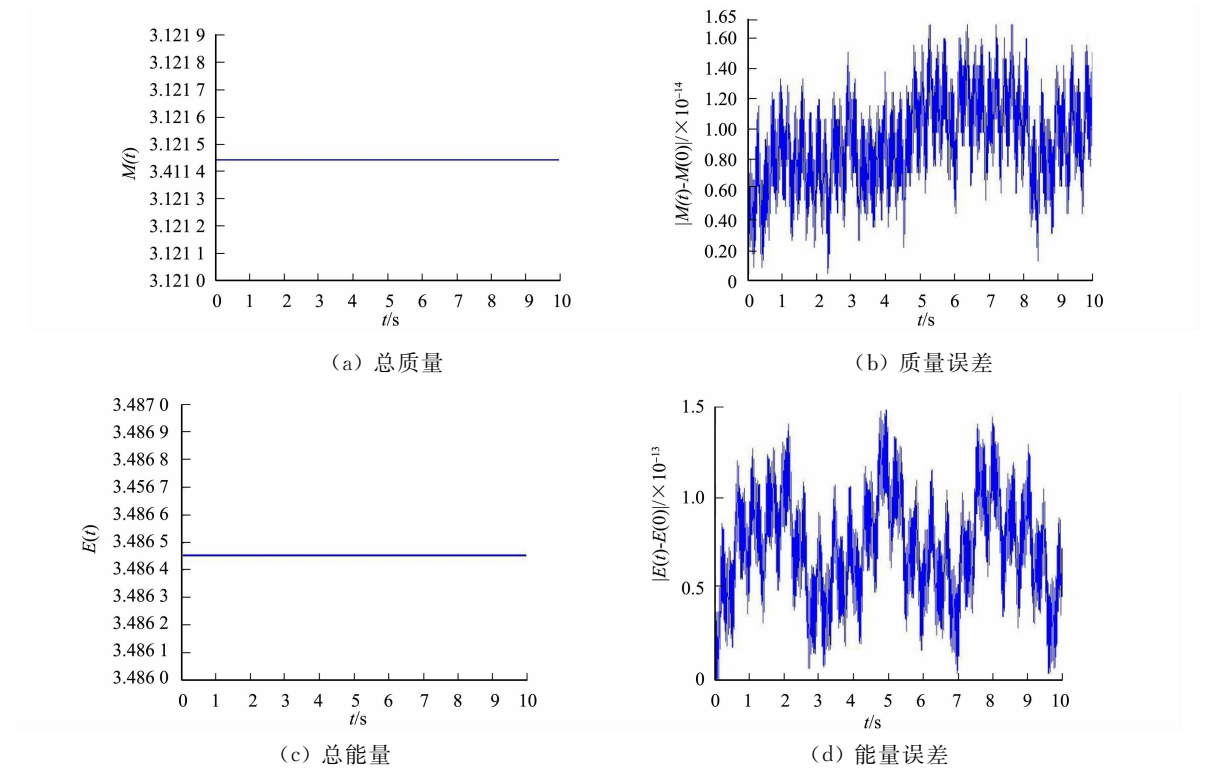 3.121 9
3.121 8
3.121 7
3.121 6
3.121 5
3.411 4
3.121 3
3.121 2
3.121 1
3.121 0
M(t)
0 1 2 3 4 5 6 7 8 9 10
t/s
(a) 总质量
1.65
1.60
1.40
1.20
1.00
0.80
0.60
0.40
0.20
0
|M(t)-M(0)|/×10⁻¹⁴
0 1 2 3 4 5 6 7 8 9 10
t/s
(b) 质量误差
3.487 0
3.486 9
3.486 8
3.456 7
3.486 6
3.486 5
3.486 4
3.486 3
3.486 2
3.486 1
3.486 0
E(t)
0 1 2 3 4 5 6 7 8 9 10
t/s
(c) 总能量
1.5
1.0
0.5
0
|E(t)-E(0)|/×10⁻¹³
0 1 2 3 4 5 6 7 8 9 10
t/s
(d) 能量误差